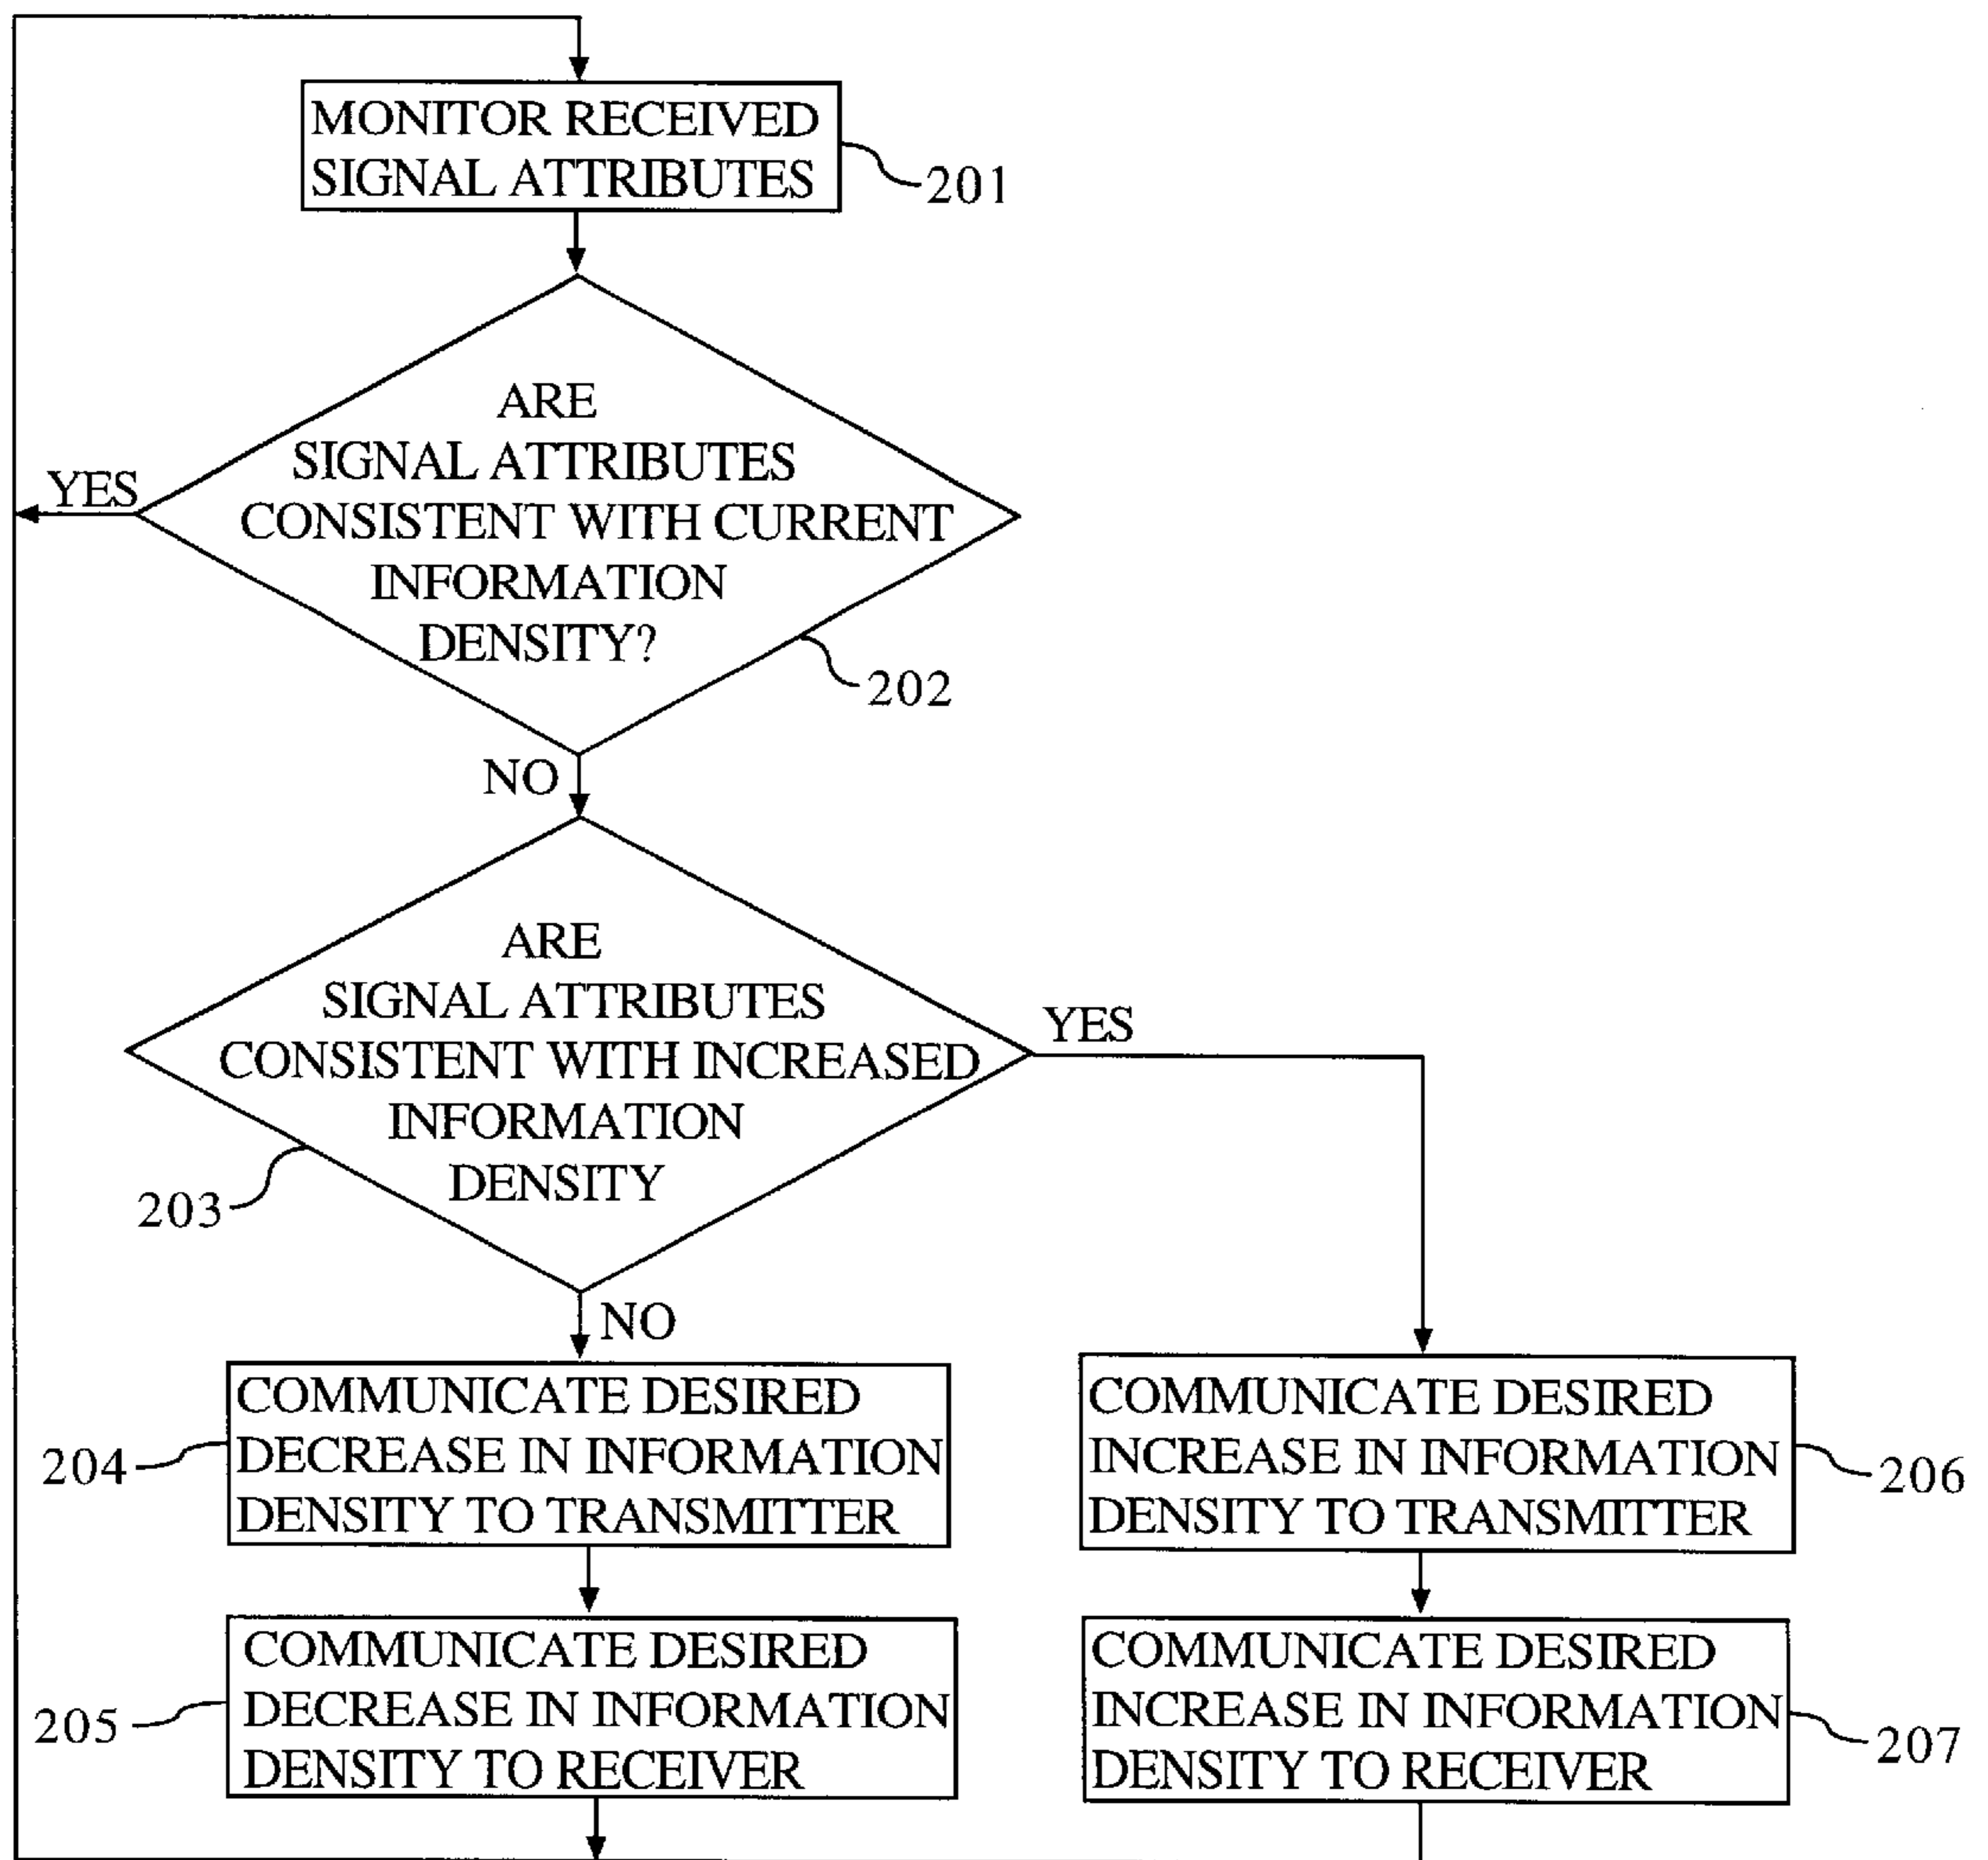 MONITOR RECEIVED
SIGNAL ATTRIBUTES
201
ARE
SIGNAL ATTRIBUTES
CONSISTENT WITH CURRENT
INFORMATION
DENSITY?
YES
202
NO
ARE
SIGNAL ATTRIBUTES
CONSISTENT WITH INCREASED
INFORMATION
DENSITY
YES
203
NO
COMMUNICATE DESIRED
DECREASE IN INFORMATION
DENSITY TO TRANSMITTER
204
COMMUNICATE DESIRED
INCREASE IN INFORMATION
DENSITY TO TRANSMITTER
206
COMMUNICATE DESIRED
DECREASE IN INFORMATION
DENSITY TO RECEIVER
205
COMMUNICATE DESIRED
INCREASE IN INFORMATION
DENSITY TO RECEIVER
207